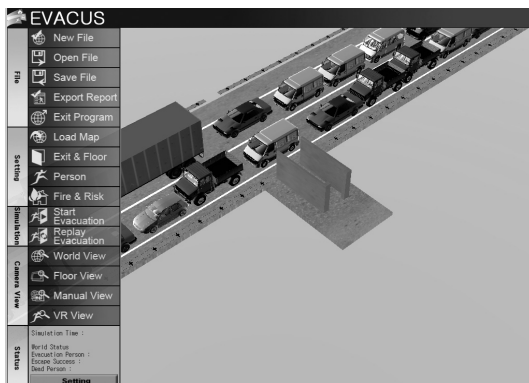 EVACUS
File
New File
Open File
Save File
Export Report
Exit Program
Setting
Load Map
Exit & Floor
Person
Fire & Risk
Simulation
Start
Evacuation
Replay
Evacuation
Camera View
World View
Floor View
Manual View
VR View
Status
Simulation Time :
World Status
Evacuation Person :
Escape Success :
Dead Person :
Setting